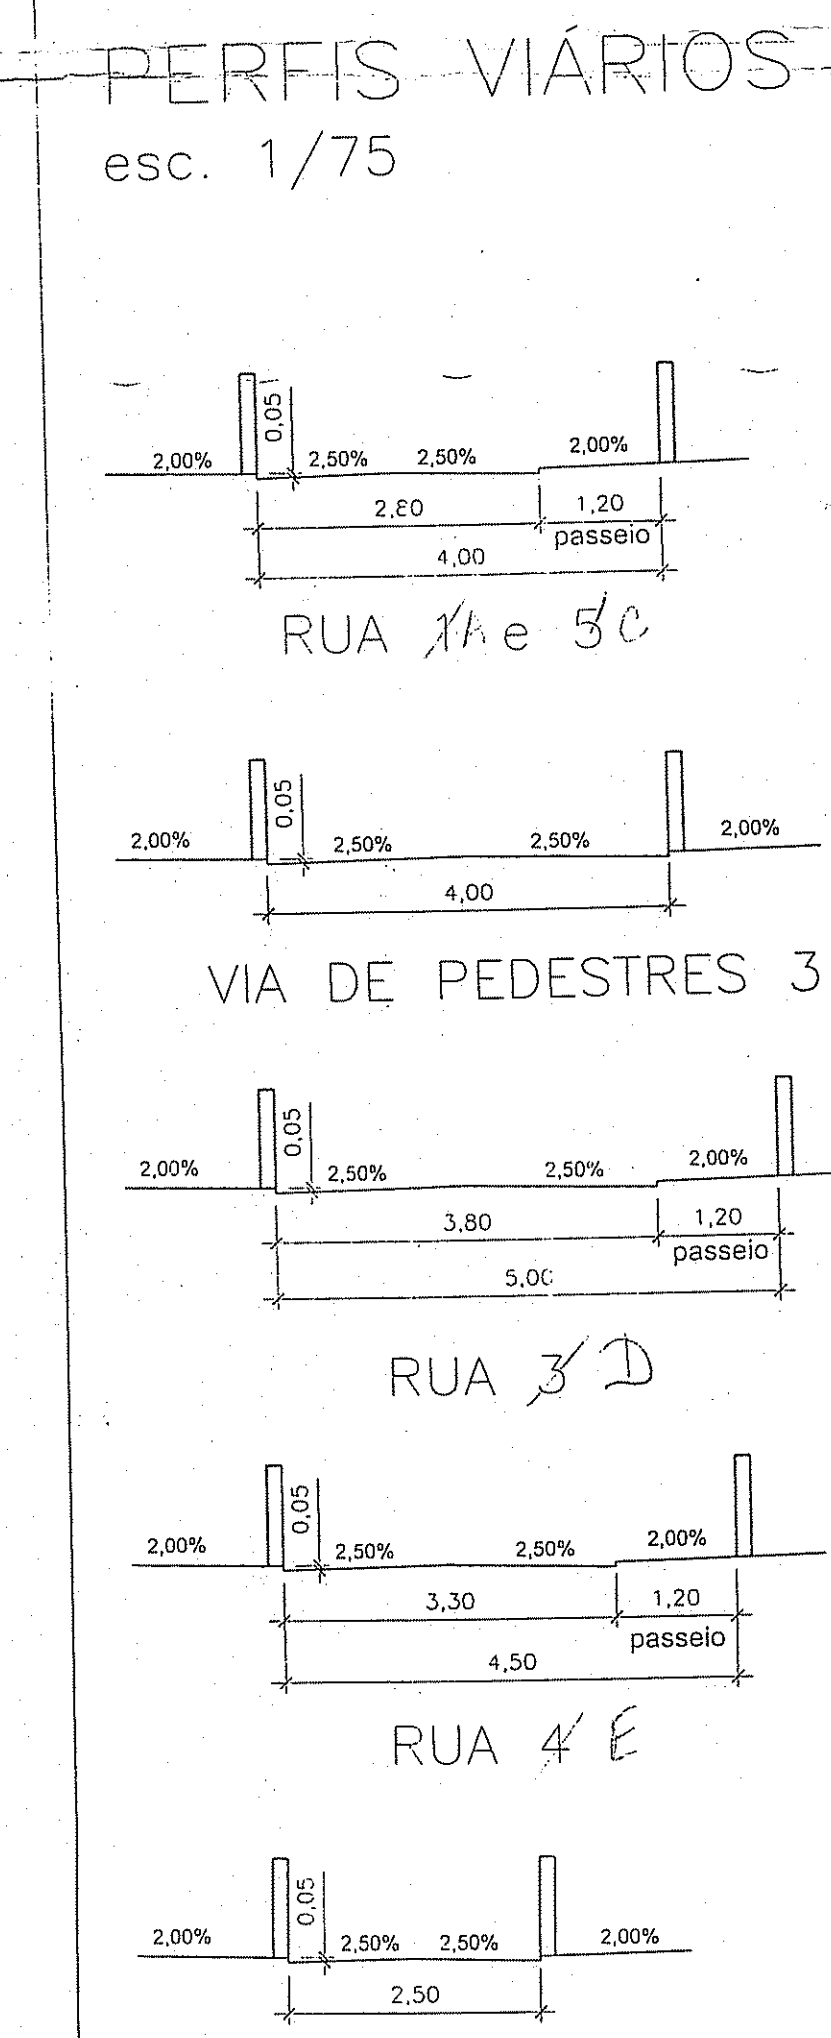 PERFIS VIÁRIOS
esc. 1/75
0,05
2,00% 2,50% 2,50% 2,00%
2,80 1,20
passeio
4,00
RUA 1 A e 5 C
0,05
2,00% 2,50% 2,50% 2,00%
4,00
VIA DE PEDESTRES 3
0,05
2,00% 2,50% 2,50% 2,00%
3,80 1,20
passeio
5,00
RUA 3 D
0,05
2,00% 2,50% 2,50% 2,00%
3,30 1,20
passeio
4,50
RUA 4 E
0,05
2,00% 2,50% 2,50% 2,00%
2,50